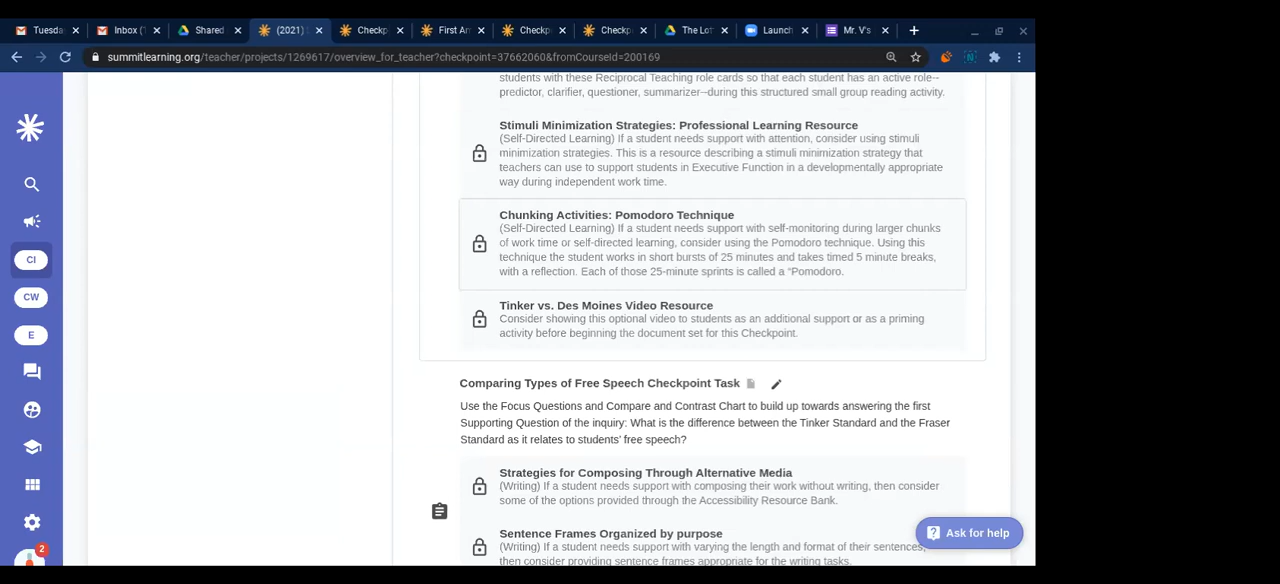 Tuesda
Inbox (1
Shared
(2021)
Checkp
First Am
Checkp
Checkp
The Lot
Launch
Mr. V's
summitlearning.org/teacher/projects/1269617/overview_for_teacher?checkpoint=37662060&fromCourseId=200169
students with these Reciprocal Teaching role cards so that each student has an active role--
predictor, clarifier, questioner, summarizer--during this structured small group reading activity.
Stimuli Minimization Strategies: Professional Learning Resource
(Self-Directed Learning) If a student needs support with attention, consider using stimuli
minimization strategies. This is a resource describing a stimuli minimization strategy that
teachers can use to support students in Executive Function in a developmentally appropriate
way during independent work time.
CI
Chunking Activities: Pomodoro Technique
(Self-Directed Learning) If a student needs support with self-monitoring during larger chunks
of work time or self-directed learning, consider using the Pomodoro technique. Using this
technique the student works in short bursts of 25 minutes and takes timed 5 minute breaks,
with a reflection. Each of those 25-minute sprints is called a “Pomodoro.
CW
E
Tinker vs. Des Moines Video Resource
Consider showing this optional video to students as an additional support or as a priming
activity before beginning the document set for this Checkpoint.
Comparing Types of Free Speech Checkpoint Task
Use the Focus Questions and Compare and Contrast Chart to build up towards answering the first
Supporting Question of the inquiry: What is the difference between the Tinker Standard and the Fraser
Standard as it relates to students' free speech?
Strategies for Composing Through Alternative Media
(Writing) If a student needs support with composing their work without writing, then consider
some of the options provided through the Accessibility Resource Bank.
Sentence Frames Organized by purpose
(Writing) If a student needs support with varying the length and format of their sentences,
then consider providing sentence frames appropriate for the writing tasks.
Ask for help
2